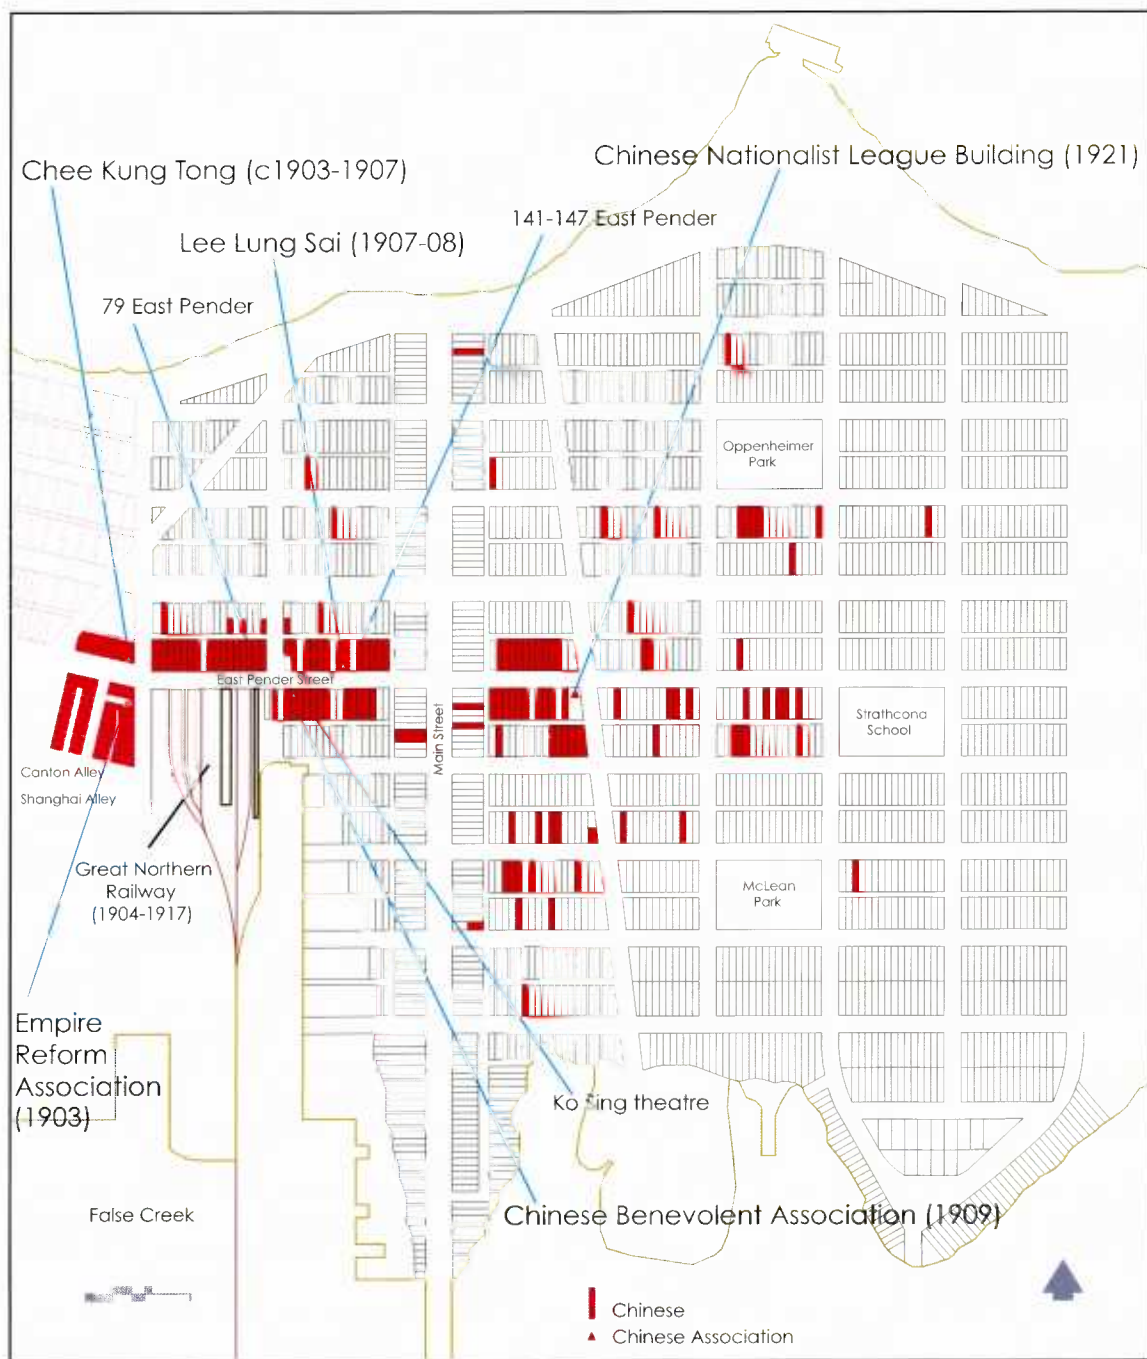 Chee Kung Tong (c1903-1907)
Chinese Nationalist League Building (1921)
141-147 East Pender
Lee Lung Sai (1907-08)
79 East Pender
Oppenheimer
Park
East Pender Street
Main Street
Strathcona
School
Canton Alley
Shanghai Alley
Great Northern
Railway
(1904-1917)
McLean
Park
Empire
Reform
Association
(1903)
Ko Sing theatre
Chinese Benevolent Association (1909)
False Creek
Chinese
Chinese Association